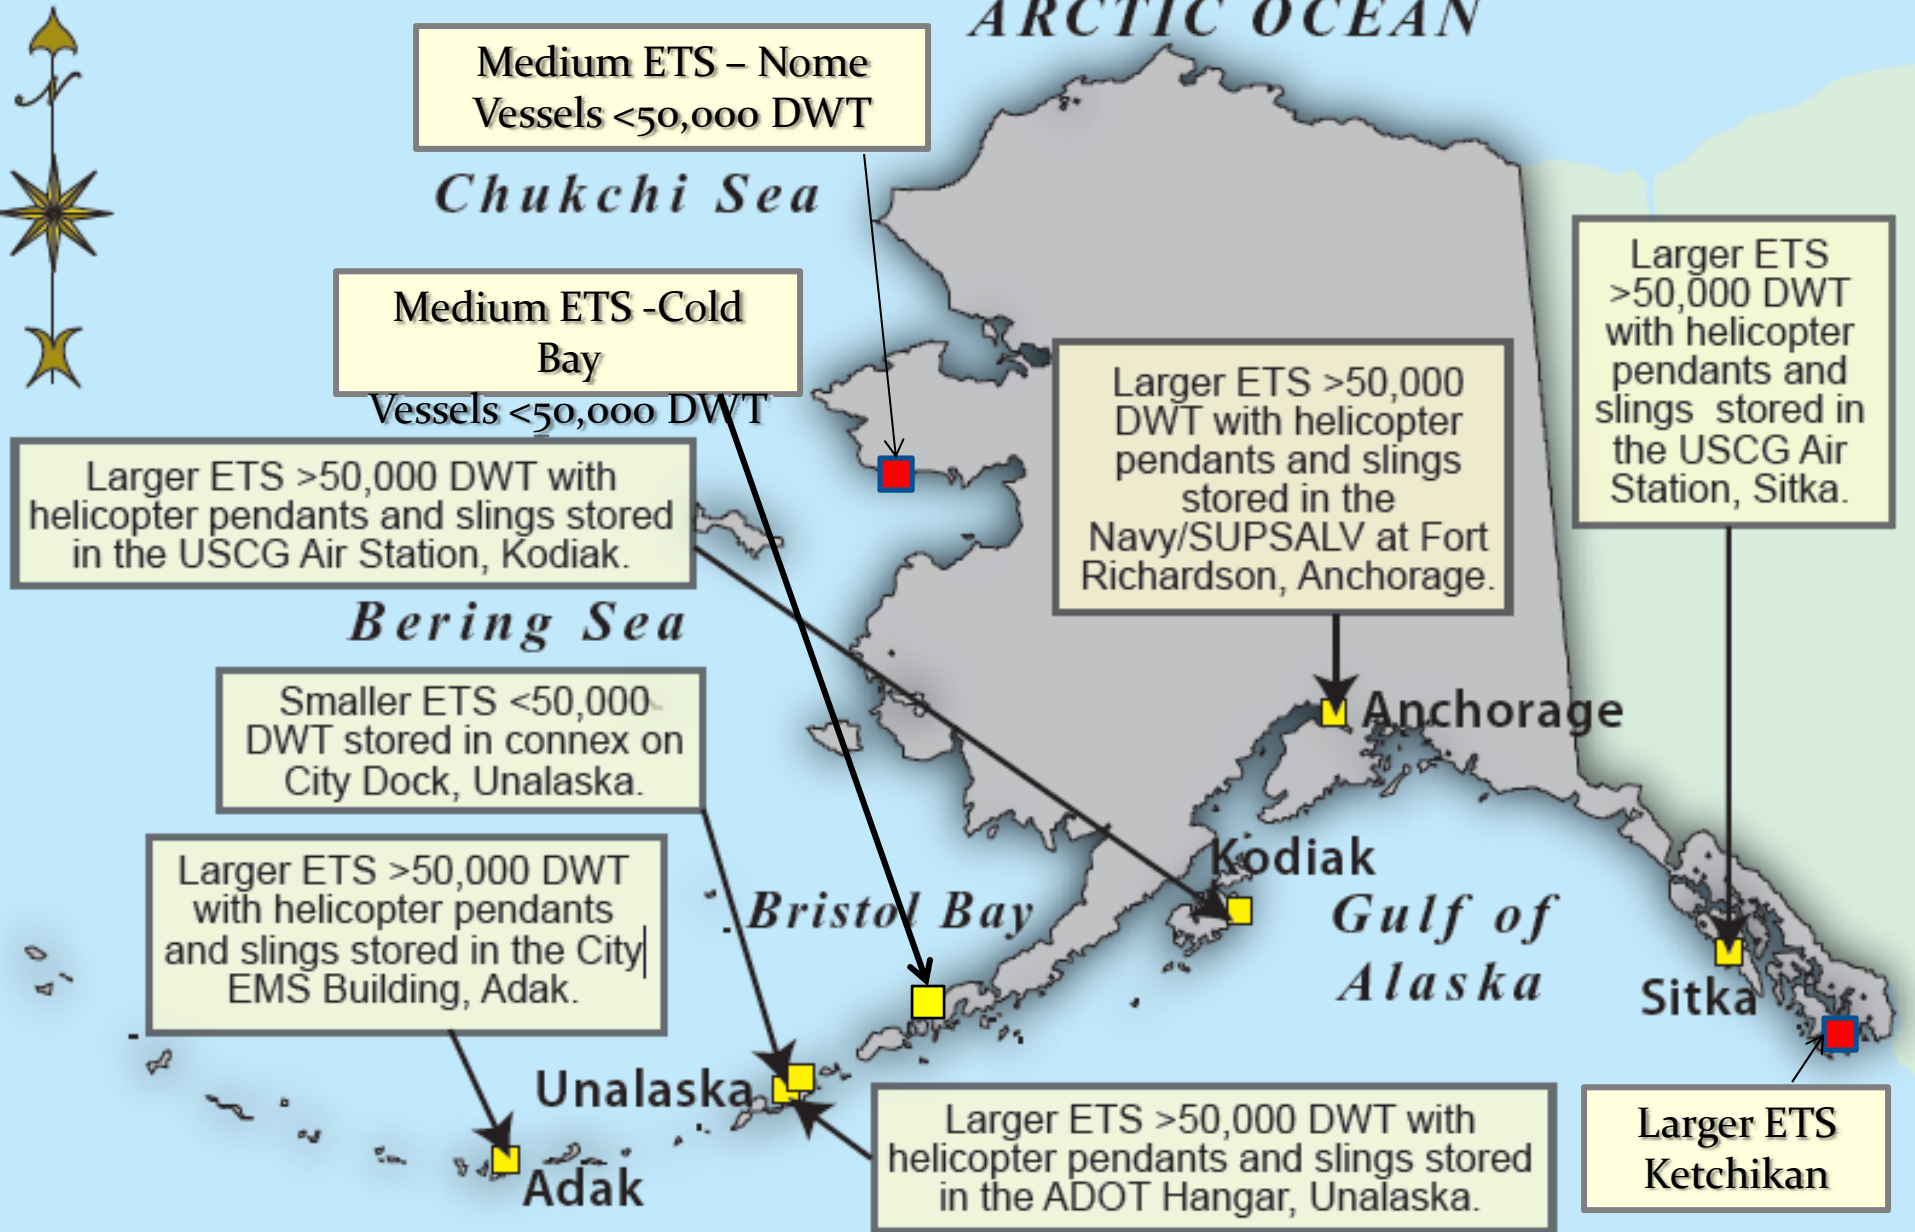 ARCTIC OCEAN
N
Medium ETS – Nome
Vessels <50,000 DWT
Chukchi Sea
Medium ETS -Cold
Bay
Vessels <50,000 DWT
Larger ETS
>50,000 DWT
with helicopter
pendants and
slings stored in
the USCG Air
Station, Sitka.
Larger ETS >50,000
DWT with helicopter
pendants and slings
stored in the
Navy/SUPSALV at Fort
Richardson, Anchorage.
Larger ETS >50,000 DWT with
helicopter pendants and slings stored
in the USCG Air Station, Kodiak.
Bering Sea
Smaller ETS <50,000
DWT stored in connex on
City Dock, Unalaska.
Anchorage
Larger ETS >50,000 DWT
with helicopter pendants
and slings stored in the City
EMS Building, Adak.
Kodiak
Bristol Bay
Gulf of
Alaska
Sitka
Unalaska
Adak
Larger ETS >50,000 DWT with
helicopter pendants and slings stored
in the ADOT Hangar, Unalaska.
Larger ETS
Ketchikan